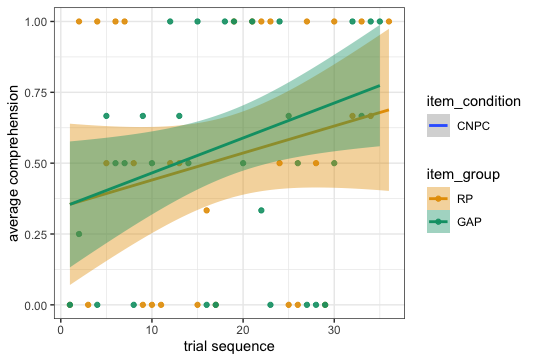 1.00
0.75
0.50
0.25
0.00
average comprehension
0
10
20
30
trial sequence
item_condition
CNPC
item_group
RP
GAP